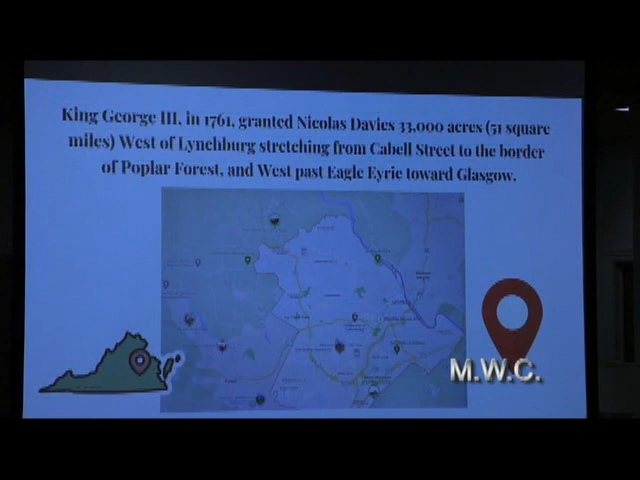 King George III, in 1761, granted Nicolas Davies 33,000 acres (51 square
miles) West of Lynchburg stretching from Cabell Street to the border
of Poplar Forest, and West past Eagle Eyrie toward Glasgow.
M.W.C.